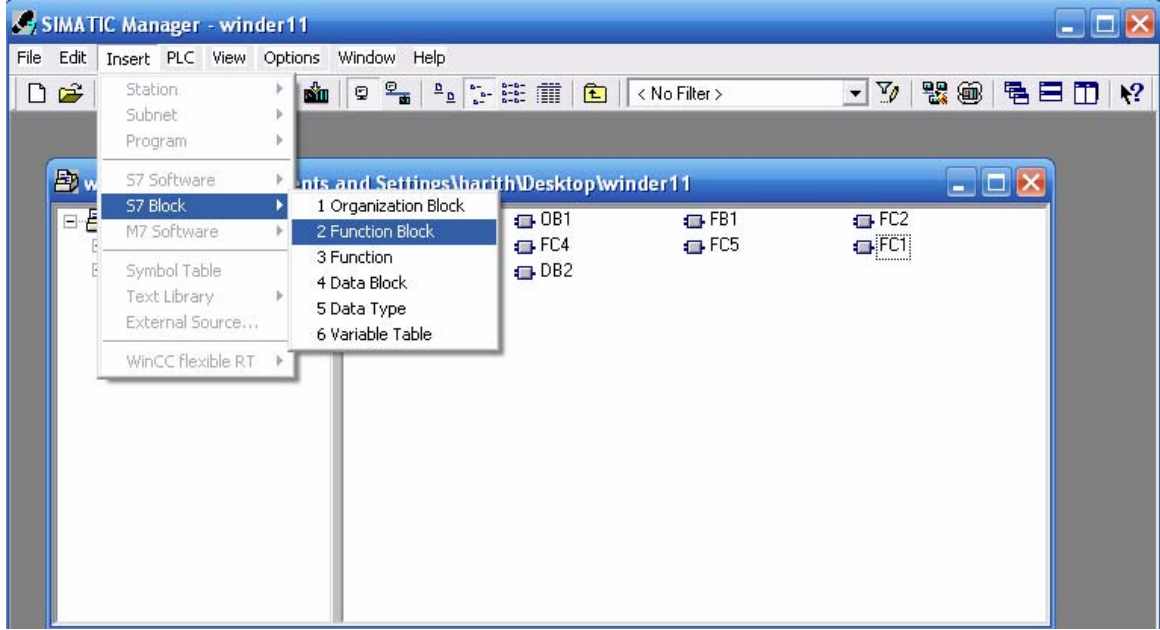 SIMATIC Manager - winder11
File Edit Insert PLC View Options Window Help
< No Filter >
Station
Subnet
Program
S7 Software
S7 Block
M7 Software
Symbol Table
Text Library
External Source...
WinCC flexible RT
1 Organization Block
2 Function Block
3 Function
4 Data Block
5 Data Type
6 Variable Table
and Settings\harith\Desktop\winder11
OB1 FB1 FC2
FC4 FC5 FC1
DB2